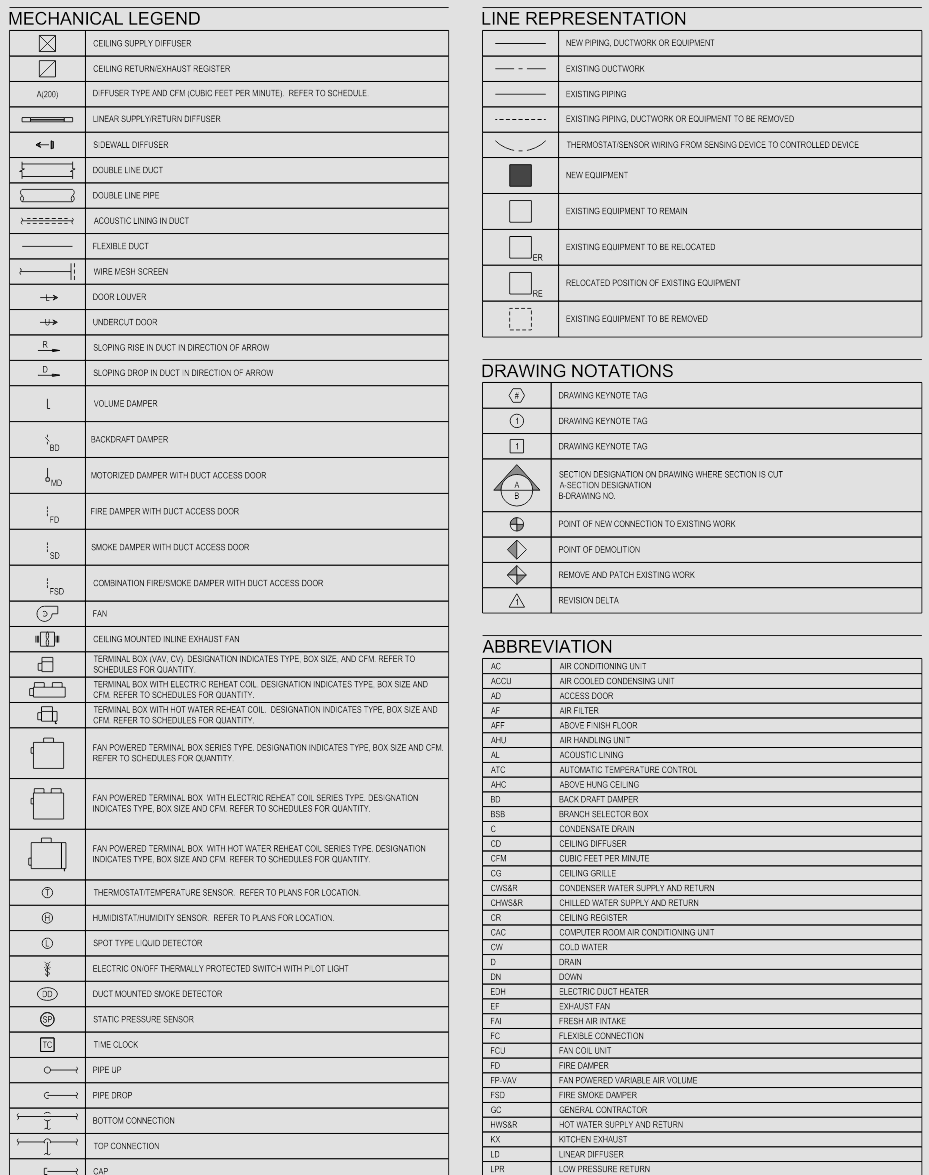 MECHANICAL LEGEND
CEILING SUPPLY DIFFUSER
CEILING RETURN/EXHAUST REGISTER
A(200) DIFFUSER TYPE AND CFM (CUBIC FEET PER MINUTE). REFER TO SCHEDULE.
LINEAR SUPPLY/RETURN DIFFUSER
SIDEWALL DIFFUSER
DOUBLE LINE DUCT
DOUBLE LINE PIPE
ACOUSTIC LINING IN DUCT
FLEXIBLE DUCT
WIRE MESH SCREEN
L DOOR LOUVER
U UNDERCUT DOOR
R SLOPING RISE IN DUCT IN DIRECTION OF ARROW
D SLOPING DROP IN DUCT IN DIRECTION OF ARROW
VOLUME DAMPER
BD BACKDRAFT DAMPER
MD MOTORIZED DAMPER WITH DUCT ACCESS DOOR
FD FIRE DAMPER WITH DUCT ACCESS DOOR
SD SMOKE DAMPER WITH DUCT ACCESS DOOR
FSD COMBINATION FIRE/SMOKE DAMPER WITH DUCT ACCESS DOOR
FAN
CEILING MOUNTED INLINE EXHAUST FAN
TERMINAL BOX (VAV, CV). DESIGNATION INDICATES TYPE, BOX SIZE, AND CFM. REFER TO
SCHEDULES FOR QUANTITY.
TERMINAL BOX WITH ELECTRIC REHEAT COIL. DESIGNATION INDICATES TYPE, BOX SIZE AND
CFM. REFER TO SCHEDULES FOR QUANTITY.
TERMINAL BOX WITH HOT WATER REHEAT COIL. DESIGNATION INDICATES TYPE, BOX SIZE AND
CFM. REFER TO SCHEDULES FOR QUANTITY.
FAN POWERED TERMINAL BOX SERIES TYPE. DESIGNATION INDICATES TYPE, BOX SIZE AND CFM.
REFER TO SCHEDULES FOR QUANTITY.
FAN POWERED TERMINAL BOX WITH ELECTRIC REHEAT COIL SERIES TYPE. DESIGNATION
INDICATES TYPE, BOX SIZE AND CFM. REFER TO SCHEDULES FOR QUANTITY.
FAN POWERED TERMINAL BOX WITH HOT WATER REHEAT COIL SERIES TYPE. DESIGNATION
INDICATES TYPE, BOX SIZE AND CFM. REFER TO SCHEDULES FOR QUANTITY.
T THERMOSTAT/TEMPERATURE SENSOR. REFER TO PLANS FOR LOCATION.
H HUMIDISTAT/HUMIDITY SENSOR. REFER TO PLANS FOR LOCATION.
L SPOT TYPE LIQUID DETECTOR
ELECTRIC ON/OFF THERMALLY PROTECTED SWITCH WITH PILOT LIGHT
DD DUCT MOUNTED SMOKE DETECTOR
SP STATIC PRESSURE SENSOR
TC TIME CLOCK
PIPE UP
PIPE DROP
BOTTOM CONNECTION
TOP CONNECTION
CAP
LINE REPRESENTATION
NEW PIPING, DUCTWORK OR EQUIPMENT
EXISTING DUCTWORK
EXISTING PIPING
EXISTING PIPING, DUCTWORK OR EQUIPMENT TO BE REMOVED
THERMOSTAT/SENSOR WIRING FROM SENSING DEVICE TO CONTROLLED DEVICE
NEW EQUIPMENT
EXISTING EQUIPMENT TO REMAIN
ER EXISTING EQUIPMENT TO BE RELOCATED
RE RELOCATED POSITION OF EXISTING EQUIPMENT
EXISTING EQUIPMENT TO BE REMOVED
DRAWING NOTATIONS
# DRAWING KEYNOTE TAG
1 DRAWING KEYNOTE TAG
1 DRAWING KEYNOTE TAG
SECTION DESIGNATION ON DRAWING WHERE SECTION IS CUT
A A-SECTION DESIGNATION
B B-DRAWING NO.
POINT OF NEW CONNECTION TO EXISTING WORK
POINT OF DEMOLITION
REMOVE AND PATCH EXISTING WORK
1 REVISION DELTA
ABBREVIATION
AC AIR CONDITIONING UNIT
ACCU AIR COOLED CONDENSING UNIT
AD ACCESS DOOR
AF AIR FILTER
AFF ABOVE FINISH FLOOR
AHU AIR HANDLING UNIT
AL ACOUSTIC LINING
ATC AUTOMATIC TEMPERATURE CONTROL
AHC ABOVE HUNG CEILING
BD BACK DRAFT DAMPER
BSB BRANCH SELECTOR BOX
C CONDENSATE DRAIN
CD CEILING DIFFUSER
CFM CUBIC FEET PER MINUTE
CG CEILING GRILLE
CWS&R CONDENSER WATER SUPPLY AND RETURN
CHWS&R CHILLED WATER SUPPLY AND RETURN
CR CEILING REGISTER
CAC COMPUTER ROOM AIR CONDITIONING UNIT
CW COLD WATER
D DRAIN
DN DOWN
EDH ELECTRIC DUCT HEATER
EF EXHAUST FAN
FAI FRESH AIR INTAKE
FC FLEXIBLE CONNECTION
FCU FAN COIL UNIT
FD FIRE DAMPER
FP-VAV FAN POWERED VARIABLE AIR VOLUME
FSD FIRE SMOKE DAMPER
GC GENERAL CONTRACTOR
HWS&R HOT WATER SUPPLY AND RETURN
KX KITCHEN EXHAUST
LD LINEAR DIFFUSER
LPR LOW PRESSURE RETURN